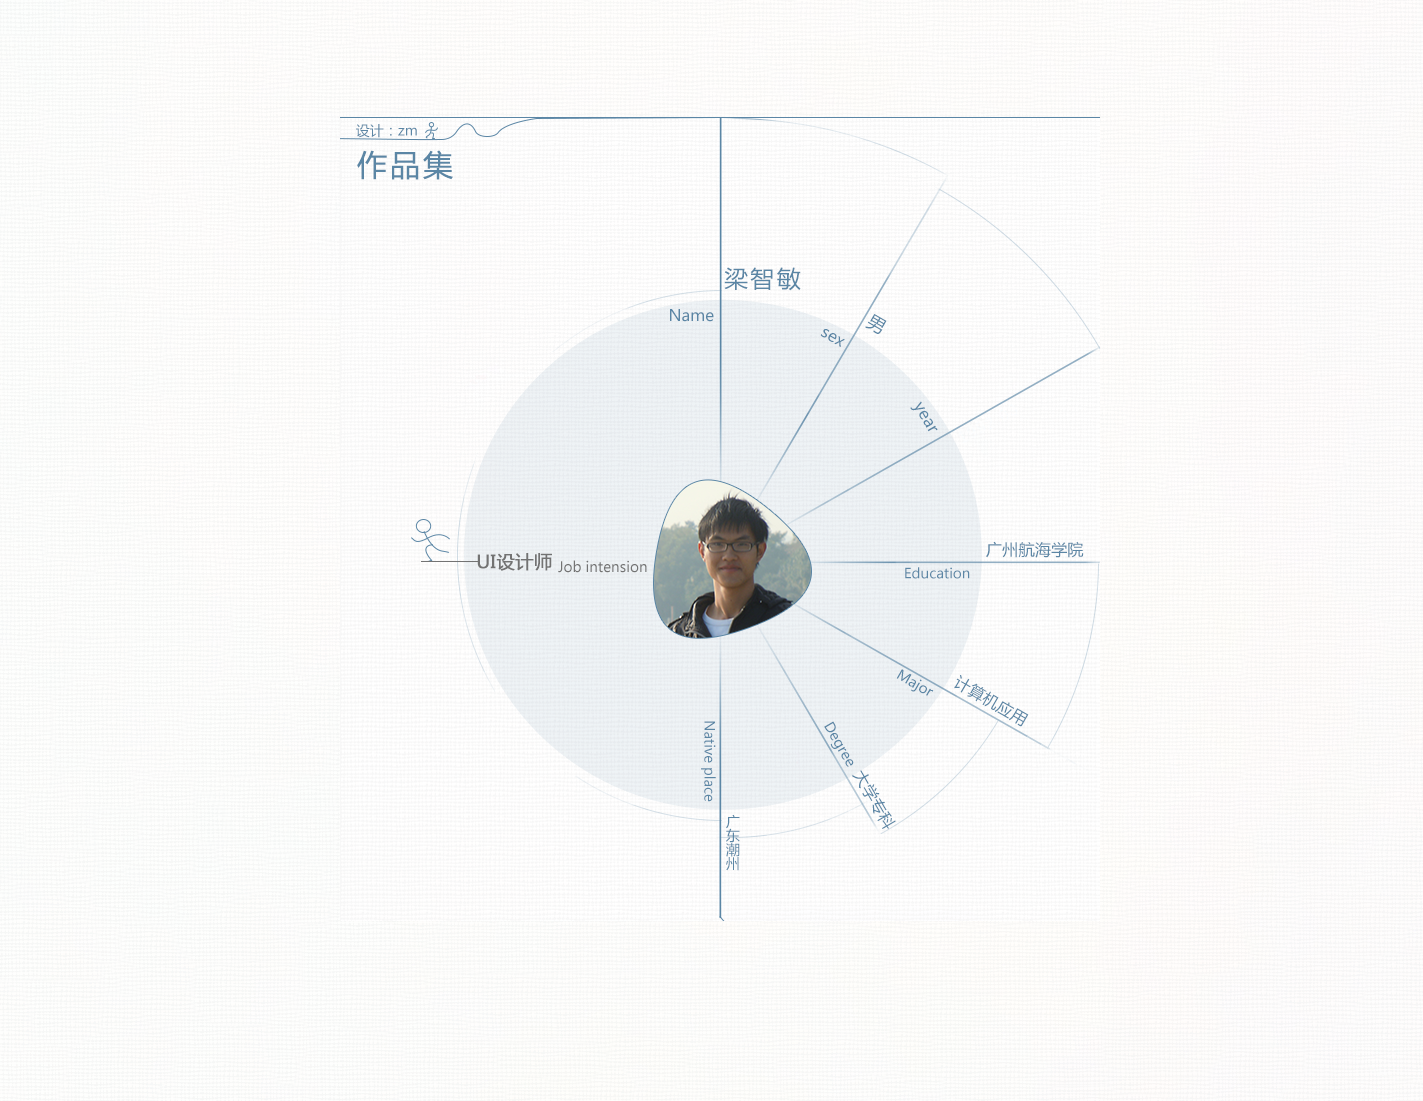 设计：zm
作品集
梁智敏
Name
男
sex
year
广州航海学院
Education
UI设计师 Job intension
计算机应用
Major
Degree 大学专科
Native place
广东潮州